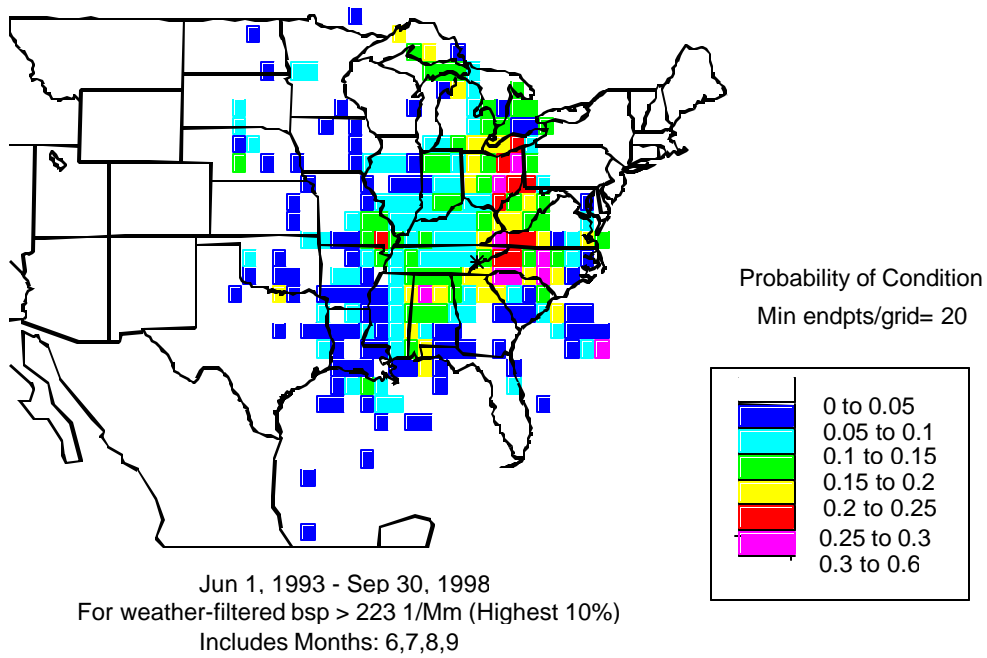 Probability of Condition
Min endpts/grid= 20
0 to 0.05
0.05 to 0.1
0.1 to 0.15
0.15 to 0.2
0.2 to 0.25
0.25 to 0.3
0.3 to 0.6
Jun 1, 1993 - Sep 30, 1998
For weather-filtered bsp > 223 1/Mm (Highest 10%)
Includes Months: 6,7,8,9